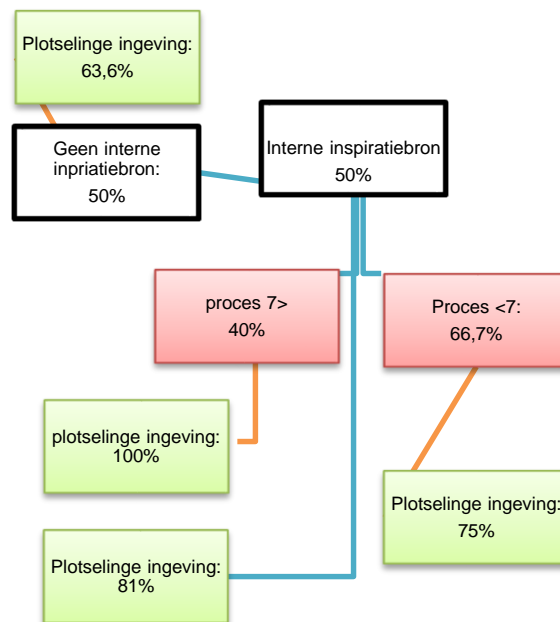 Plotselinge ingeving:
63,6%
Geen interne
inpriatiebron:
50%
Interne inspiratiebron
50%
proces 7>
40%
Proces <7:
66,7%
plotselinge ingeving:
100%
Plotselinge ingeving:
75%
Plotselinge ingeving:
81%